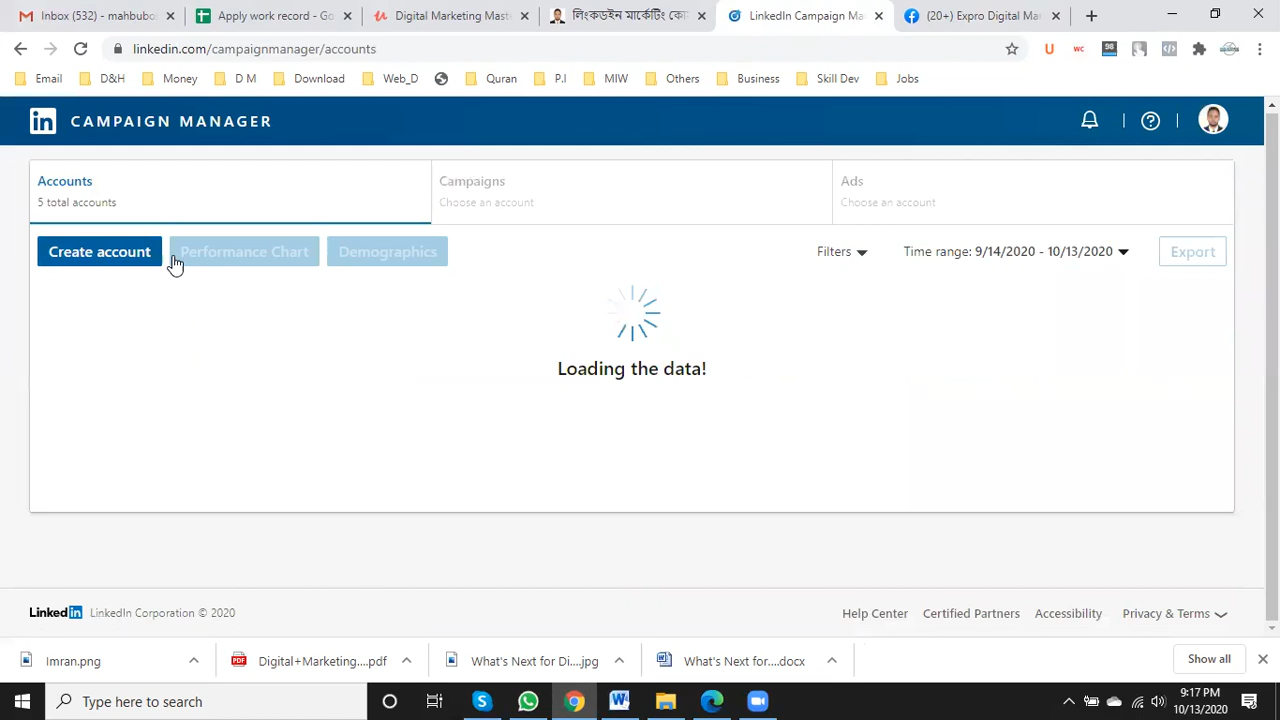 Inbox (532) - mahbubo
Apply work record - Go
Digital Marketing Mast
লিংকডইন মার্কেটিং কো
LinkedIn Campaign Ma
(20+) Expro Digital Mar
linkedin.com/campaignmanager/accounts
Email
D&H
Money
D M
Download
Web_D
Quran
P.I
MIW
Others
Business
Skill Dev
Jobs
in CAMPAIGN MANAGER
Accounts
5 total accounts
Campaigns
Choose an account
Ads
Choose an account
Create account
Performance Chart
Demographics
Filters
Time range: 9/14/2020 - 10/13/2020
Export
Loading the data!
Linked in LinkedIn Corporation © 2020
Help Center
Certified Partners
Accessibility
Privacy & Terms
Imran.png
Digital+Marketing....pdf
What's Next for Di....jpg
What's Next for....docx
Show all
Type here to search
9:17 PM
10/13/2020